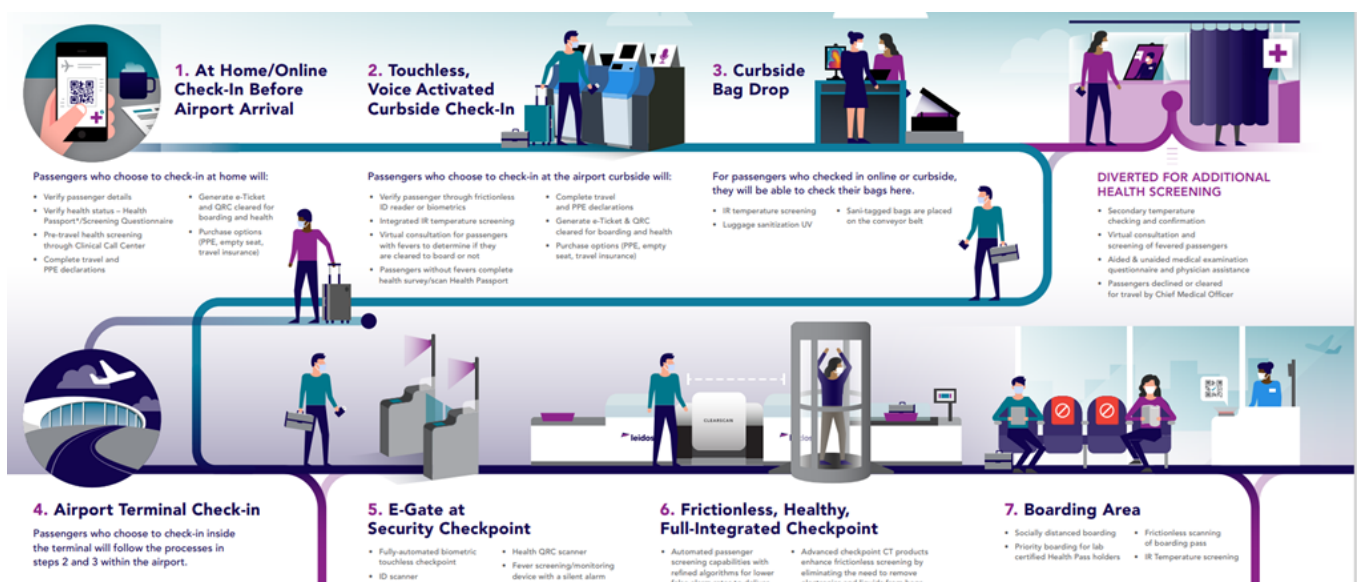 1. At Home/Online
Check-In Before
Airport Arrival
Passengers who choose to check-in at home will:
• Verify passenger details
• Verify health status – Health
Passport*/Screening Questionnaire
• Pre-travel health screening
through Clinical Call Center
• Complete travel and
PPE declarations
• Generate e-Ticket
and QRC cleared for
boarding and health
• Purchase options
(PPE, empty seat,
travel insurance)
2. Touchless,
Voice Activated
Curbside Check-In
Passengers who choose to check-in at the airport curbside will:
• Verify passenger through frictionless
ID reader or biometrics
• Integrated IR temperature screening
• Virtual consultation for passengers
with fevers to determine if they
are cleared to board or not
• Passengers without fevers complete
health survey/scan Health Passport
• Complete travel
and PPE declarations
• Generate e-Ticket & QRC
cleared for boarding and health
• Purchase options (PPE, empty
seat, travel insurance)
3. Curbside
Bag Drop
For passengers who checked in online or curbside,
they will be able to check their bags here.
• IR temperature screening
• Luggage sanitization UV
• Sani-tagged bags are placed
on the conveyor belt
DIVERTED FOR ADDITIONAL
HEALTH SCREENING
• Secondary temperature
checking and confirmation
• Virtual consultation and
screening of fevered passengers
• Aided & unaided medical examination
questionnaire and physician assistance
• Passengers declined or cleared
for travel by Chief Medical Officer
leidos
CLEARSCAN
leidos
4. Airport Terminal Check-in
Passengers who choose to check-in inside
the terminal will follow the processes in
steps 2 and 3 within the airport.
5. E-Gate at
Security Checkpoint
• Fully-automated biometric
touchless checkpoint
• ID scanner
• Health QRC scanner
• Fever screening/monitoring
device with a silent alarm
6. Frictionless, Healthy,
Full-Integrated Checkpoint
• Automated passenger
screening capabilities with
refined algorithms for lower
• Advanced checkpoint CT products
enhance frictionless screening by
eliminating the need to remove
7. Boarding Area
• Socially distanced boarding
• Priority boarding for lab
certified Health Pass holders
• Frictionless scanning
of boarding pass
• IR Temperature screening